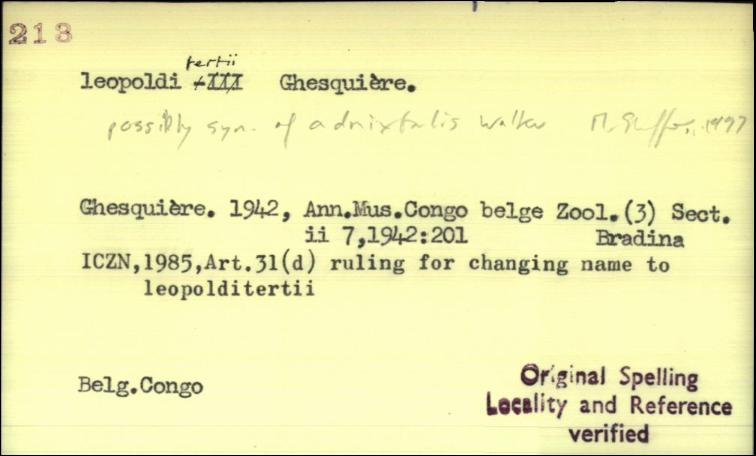 213
tertii
leopoldi -III Ghesquière.
possibly syn. of admixtalis Walker M. Shaffer, 1997
Ghesquière. 1942, Ann.Mus.Congo belge Zool.(3) Sect.
ii 7,1942:201 Bradina
ICZN,1985,Art.31(d) ruling for changing name to
leopolditertii
Belg.Congo
Original Spelling
Locality and Reference
verified